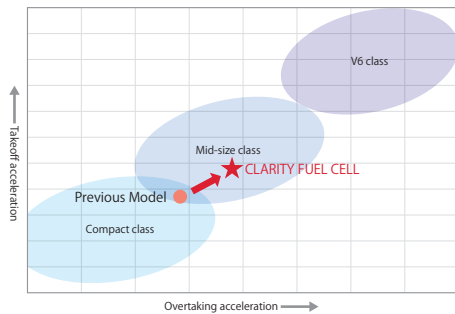 V6 class
Mid-size class
CLARITY FUEL CELL
Previous Model
Compact class
Takeoff acceleration
Overtaking acceleration